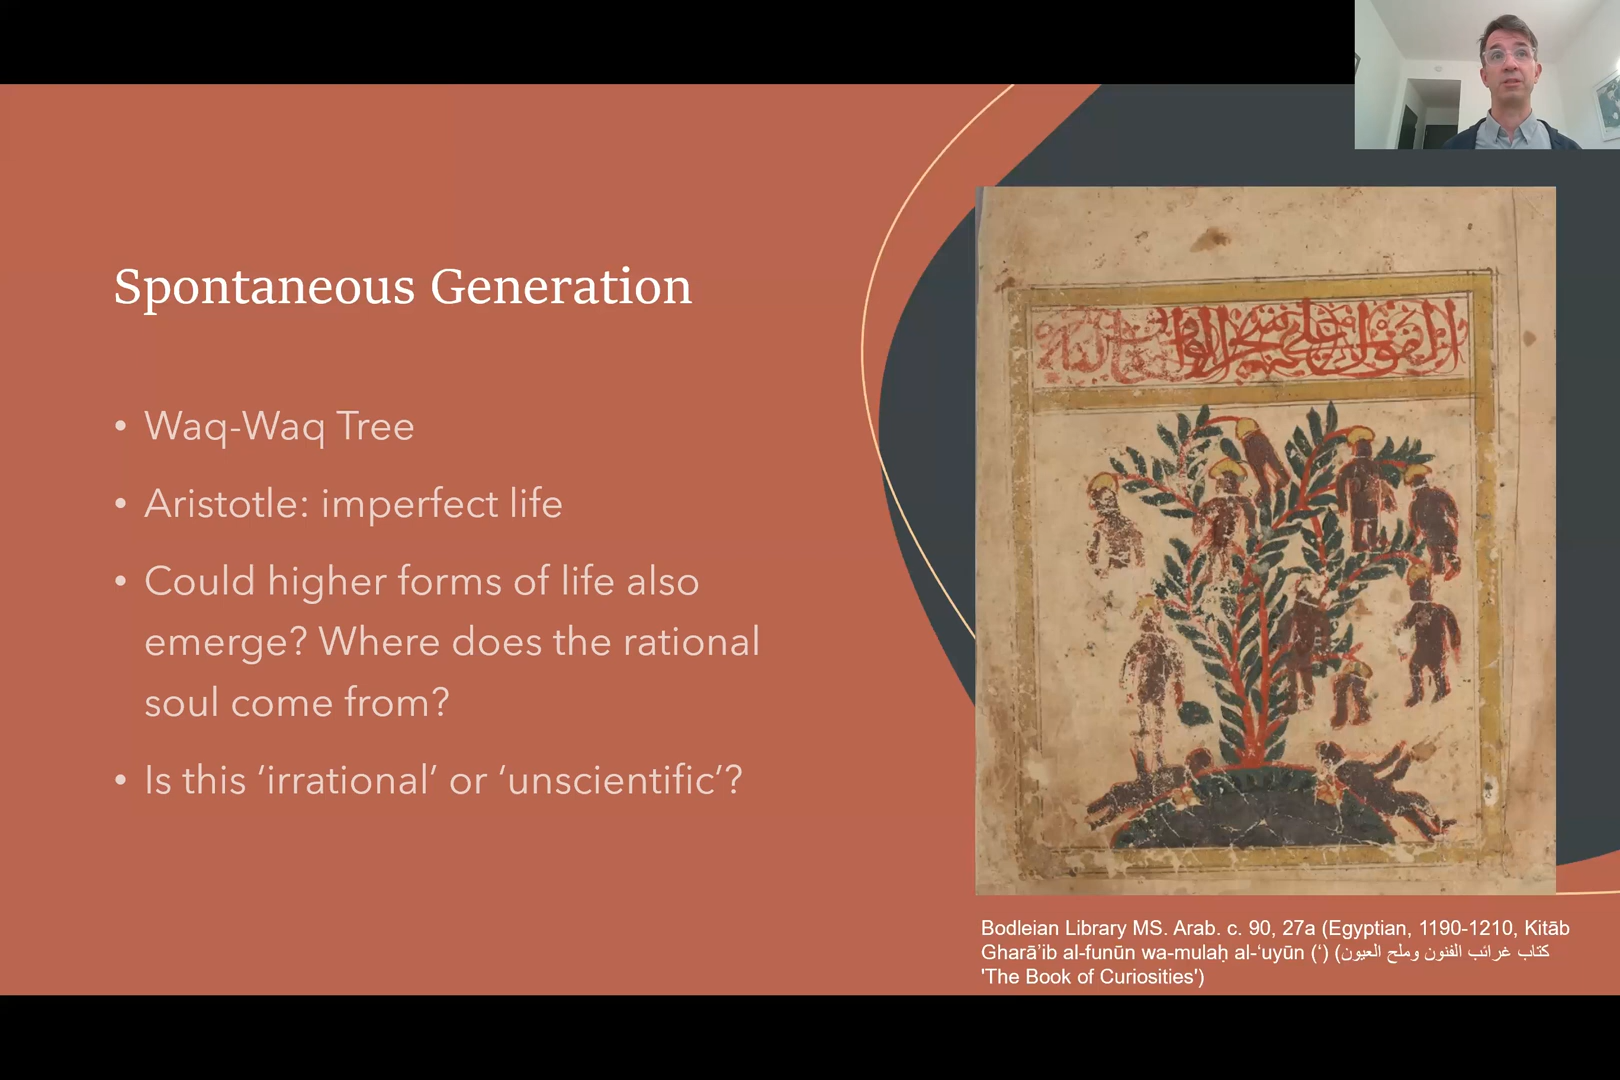 Spontaneous Generation
• Waq-Waq Tree
• Aristotle: imperfect life
• Could higher forms of life also
emerge? Where does the rational
soul come from?
• Is this ‘irrational’ or ‘unscientific’?
Bodleian Library MS. Arab. c. 90, 27a (Egyptian, 1190-1210, Kitāb
Gharā’ib al-funūn wa-mulaḥ al-‘uyūn (‘) (كتاب غرائب الفنون وملح العيون
'The Book of Curiosities')